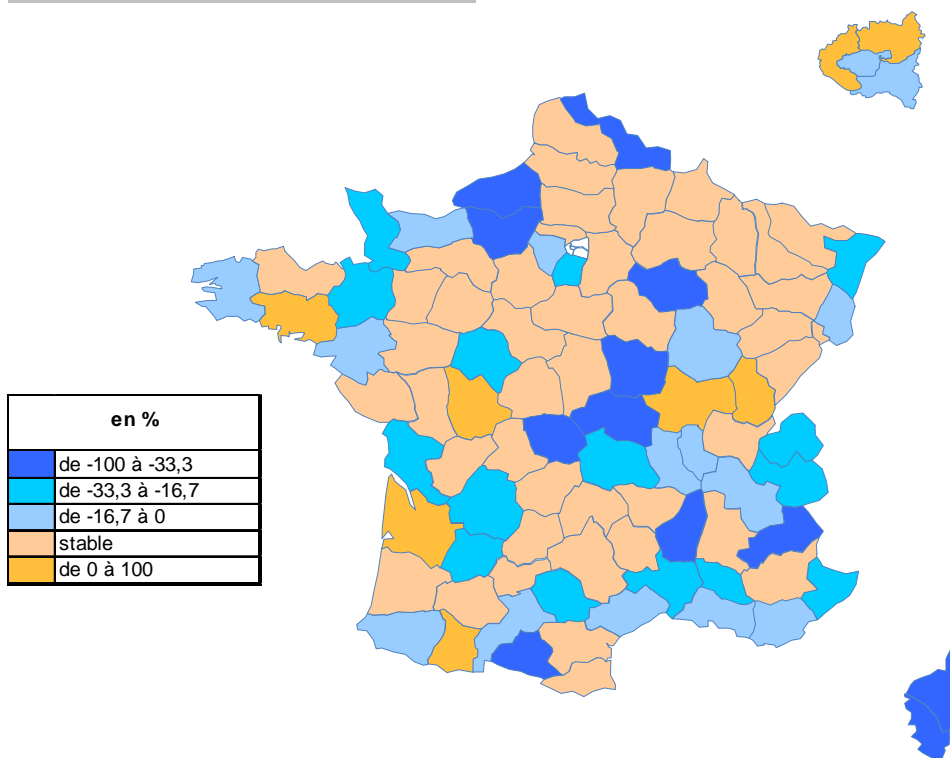 en %
de -100 à -33,3
de -33,3 à -16,7
de -16,7 à 0
stable
de 0 à 100